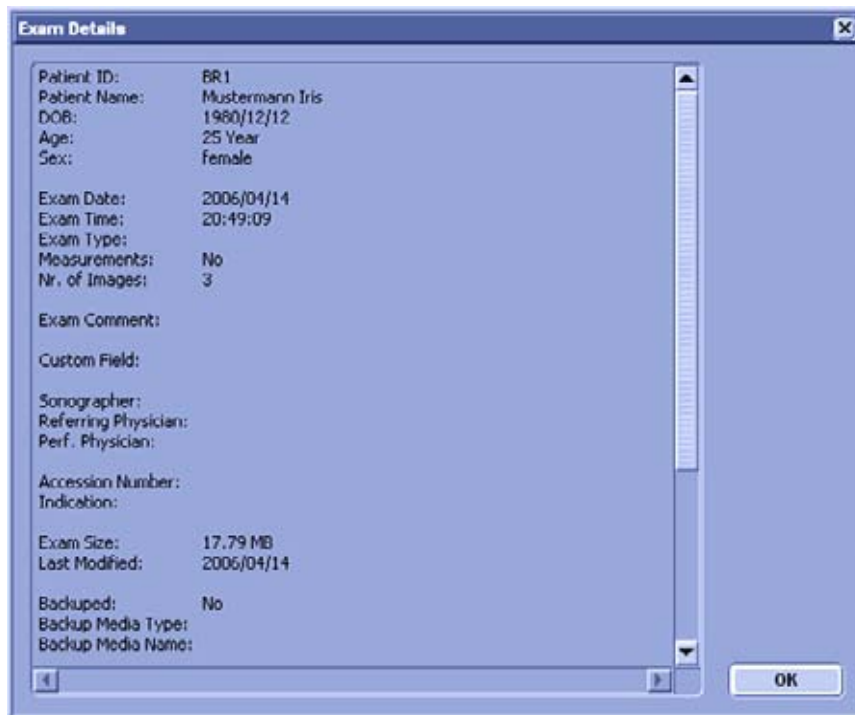 Exam Details
Patient ID: BR1
Patient Name: Mustermann Iris
DOB: 1980/12/12
Age: 25 Year
Sex: female
Exam Date: 2006/04/14
Exam Time: 20:49:09
Exam Type:
Measurements: No
Nr. of Images: 3
Exam Comment:
Custom Field:
Sonographer:
Referring Physician:
Perf. Physician:
Accession Number:
Indication:
Exam Size: 17.79 MB
Last Modified: 2006/04/14
Backuped: No
Backup Media Type:
Backup Media Name:
OK